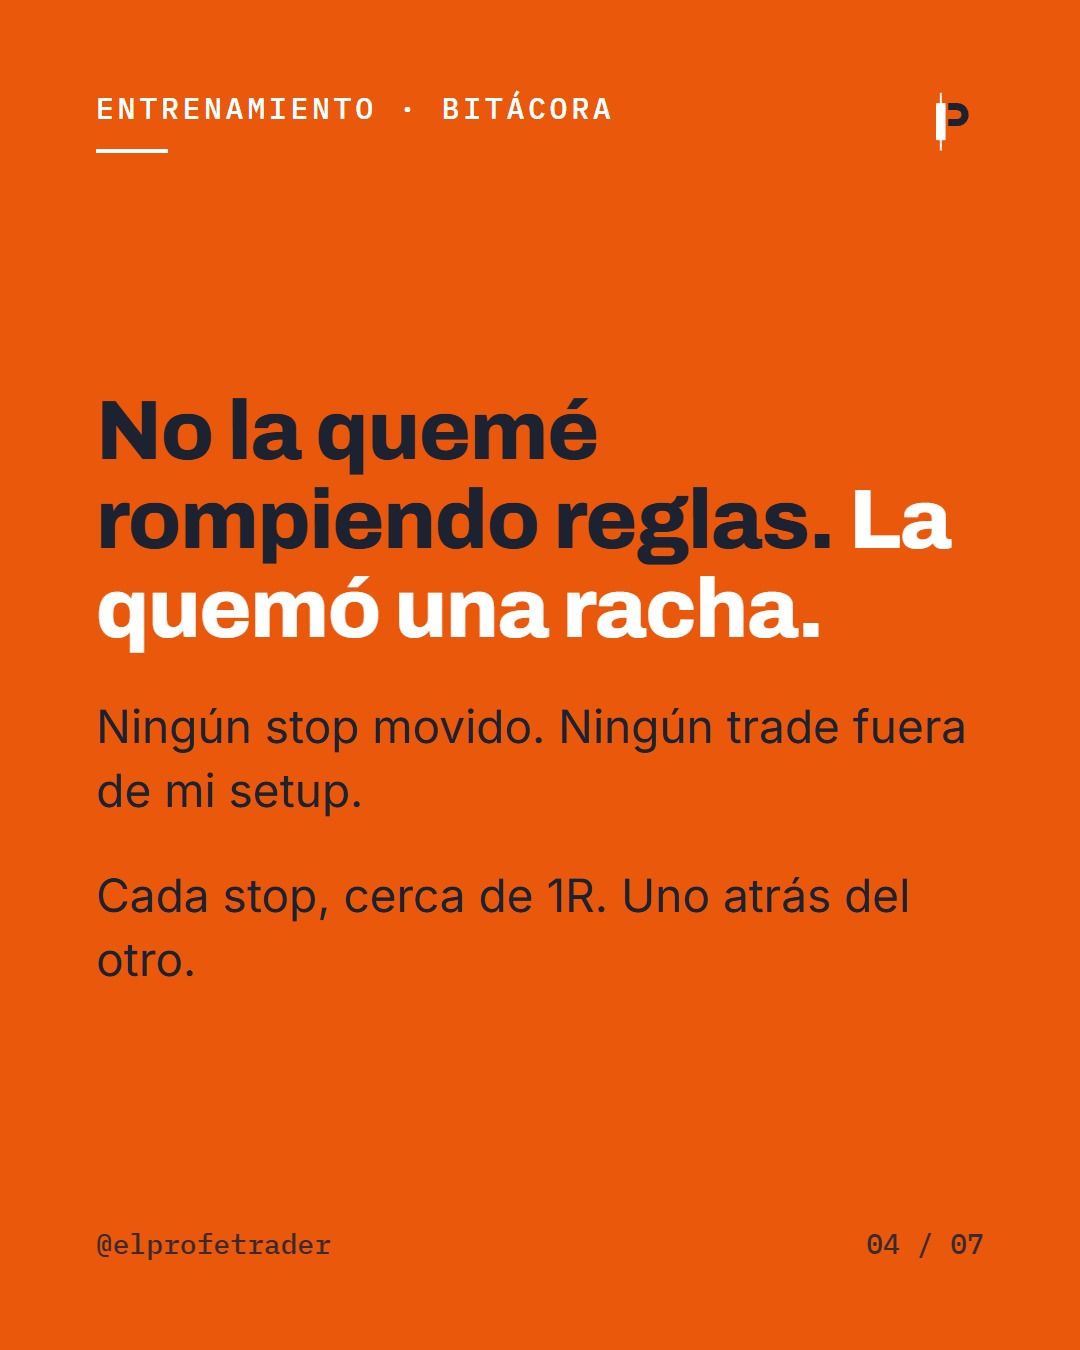 ENTRENAMIENTO · BITÁCORA
No la quemé
rompiendo reglas. La
quemó una racha.
Ningún stop movido. Ningún trade fuera
de mi setup.
Cada stop, cerca de 1R. Uno atrás del
otro.
@elprofetrader
04 / 07